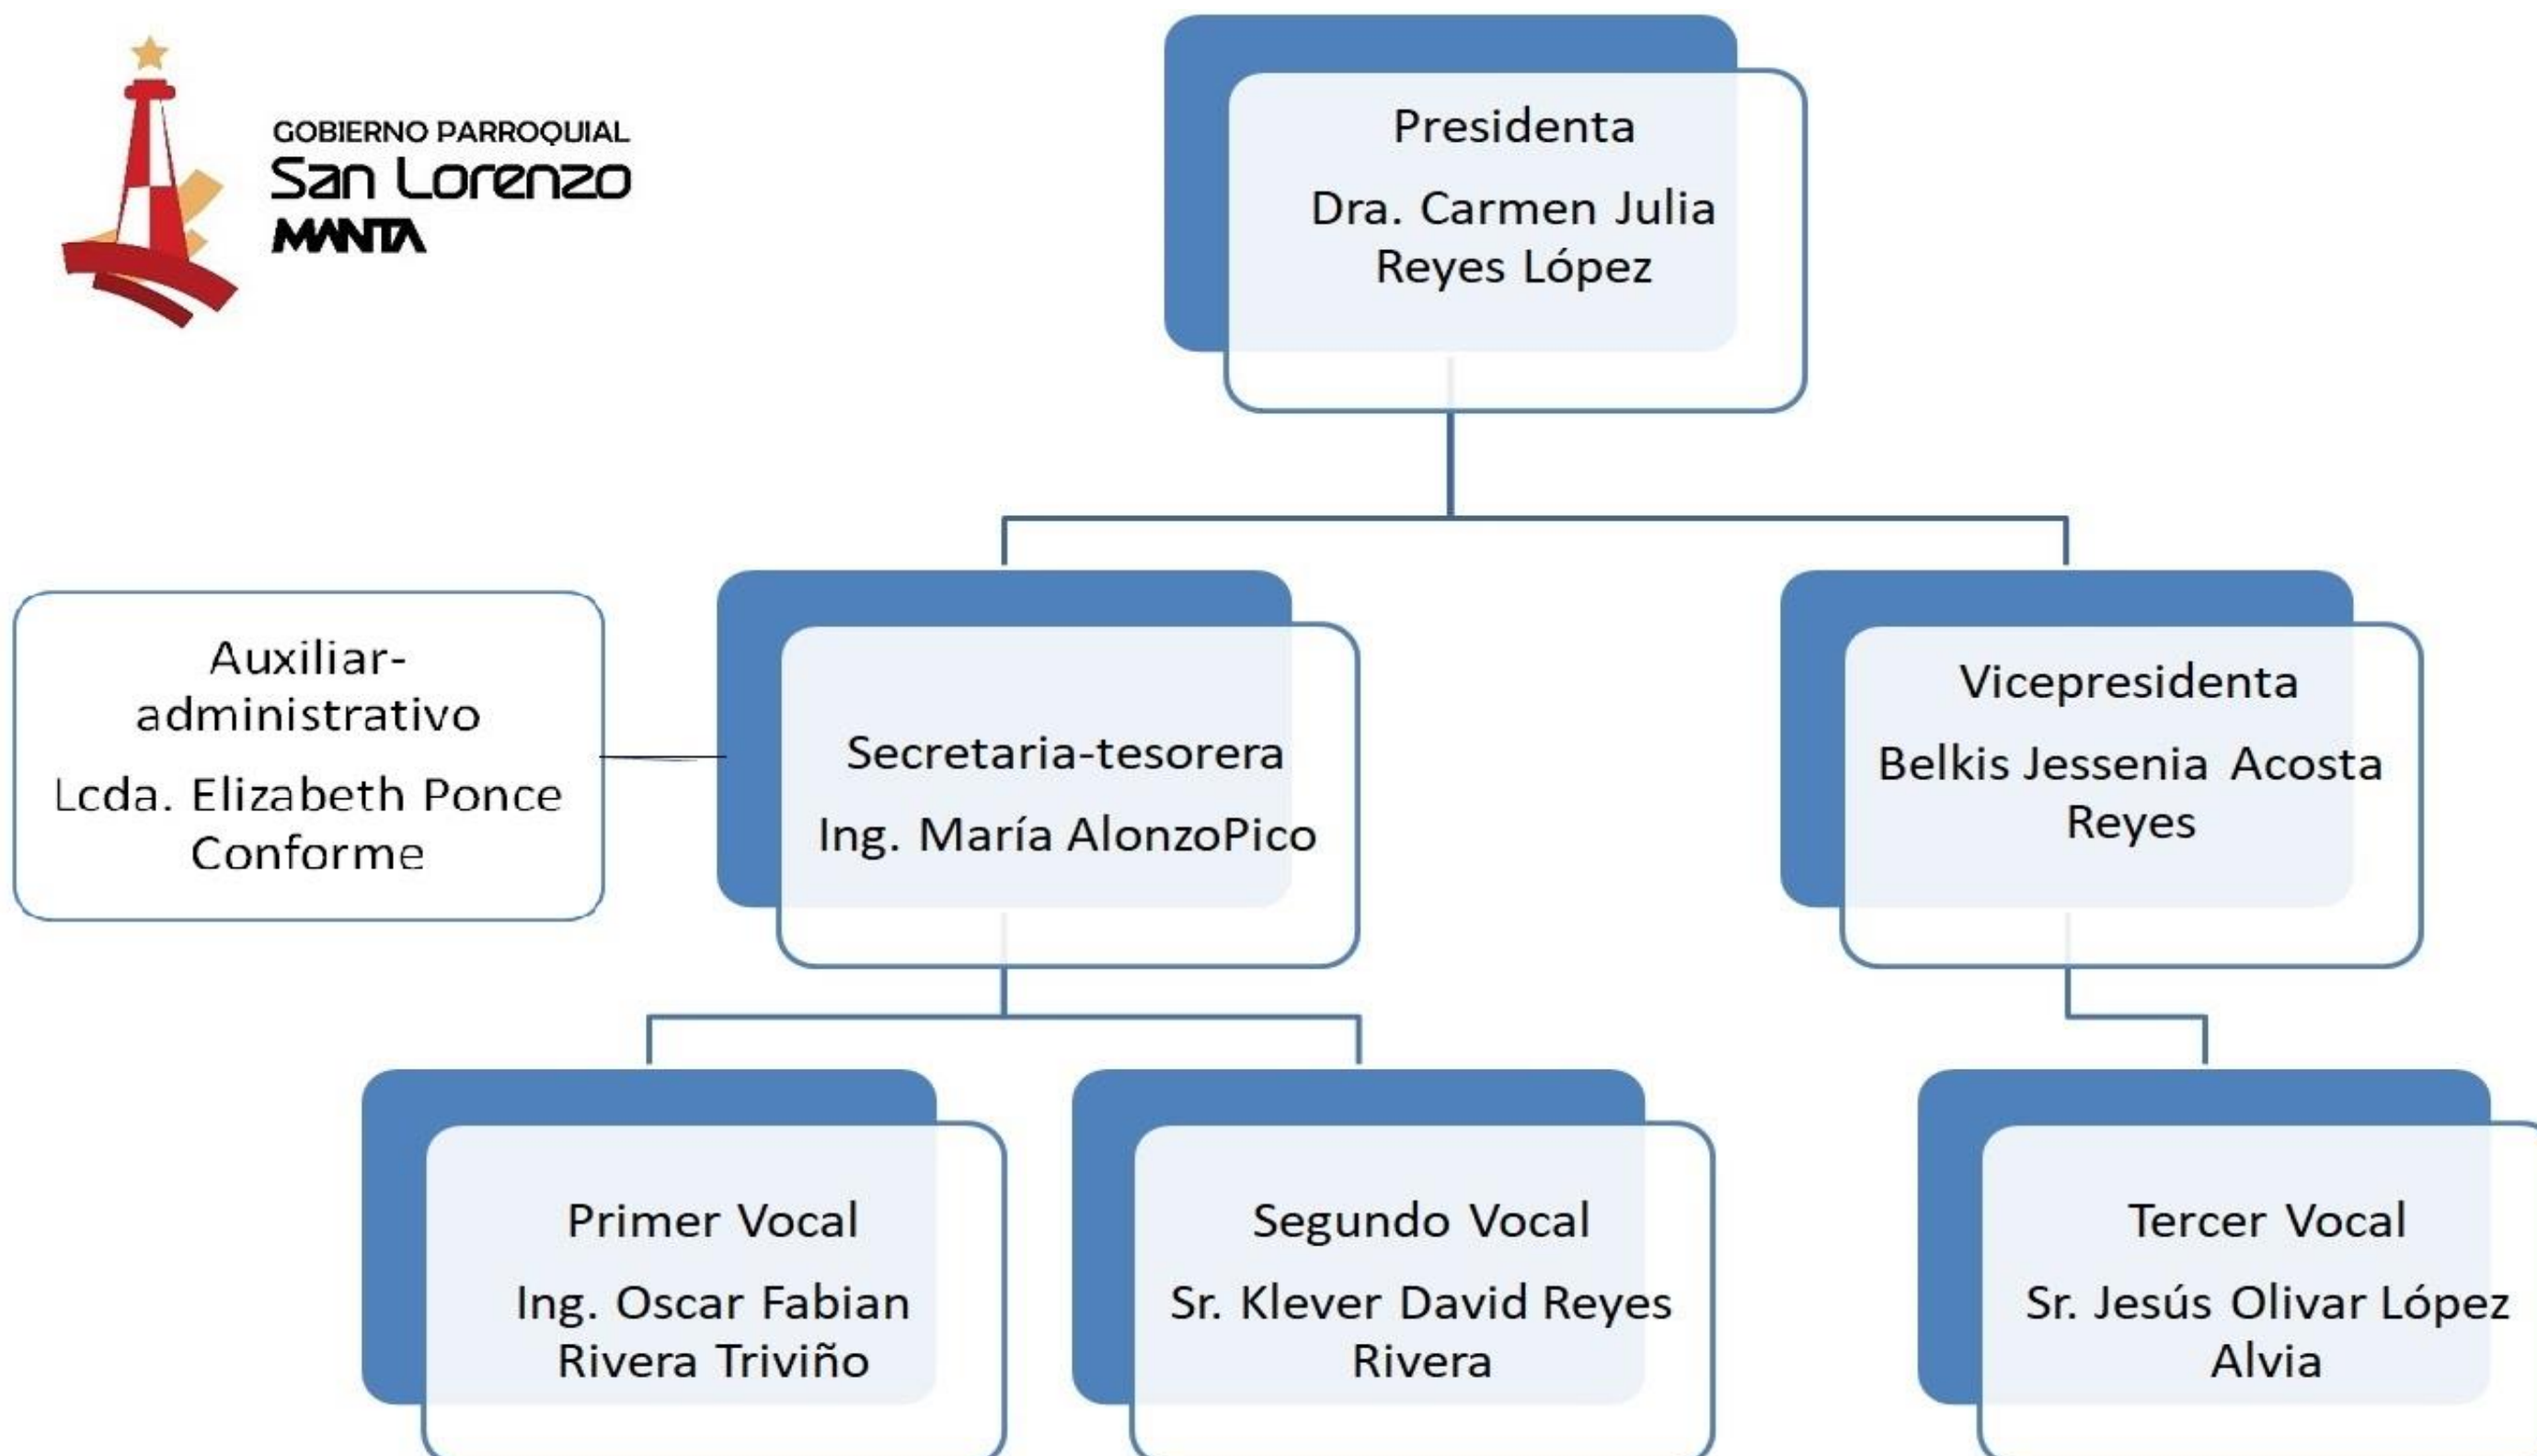 GOBIERNO PARROQUIAL
San Lorenzo
MANTA
Presidenta
Dra. Carmen Julia
Reyes López
Auxiliar-
administrativo
Lcda. Elizabeth Ponce
Conforme
Secretaria-tesorera
Ing. María AlonzoPico
Vicepresidenta
Belkis Jessenia Acosta
Reyes
Primer Vocal
Ing. Oscar Fabian
Rivera Triviño
Segundo Vocal
Sr. Klever David Reyes
Rivera
Tercer Vocal
Sr. Jesús Olivar López
Alvia